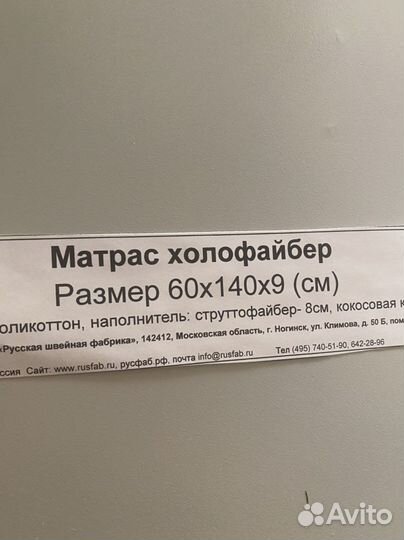 Матрас холофайбер
Размер 60х140х9 (см)
оликоттон, наполнитель: струттофайбер- 8см, кокосовая к
«Русская швейная фабрика», 142412, Московская область, г. Ногинск, ул. Климова, д. 50 Б, пом
ссия Сайт: www.rusfab.ru, русфаб.рф, почта info@rusfab.ru Тел (495) 740-51-90, 642-28-96
Avito